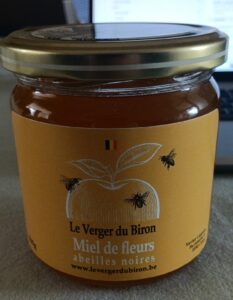 Le Verger du Biron
Miel de fleurs
abeilles noires
www.levergerdubiron.be